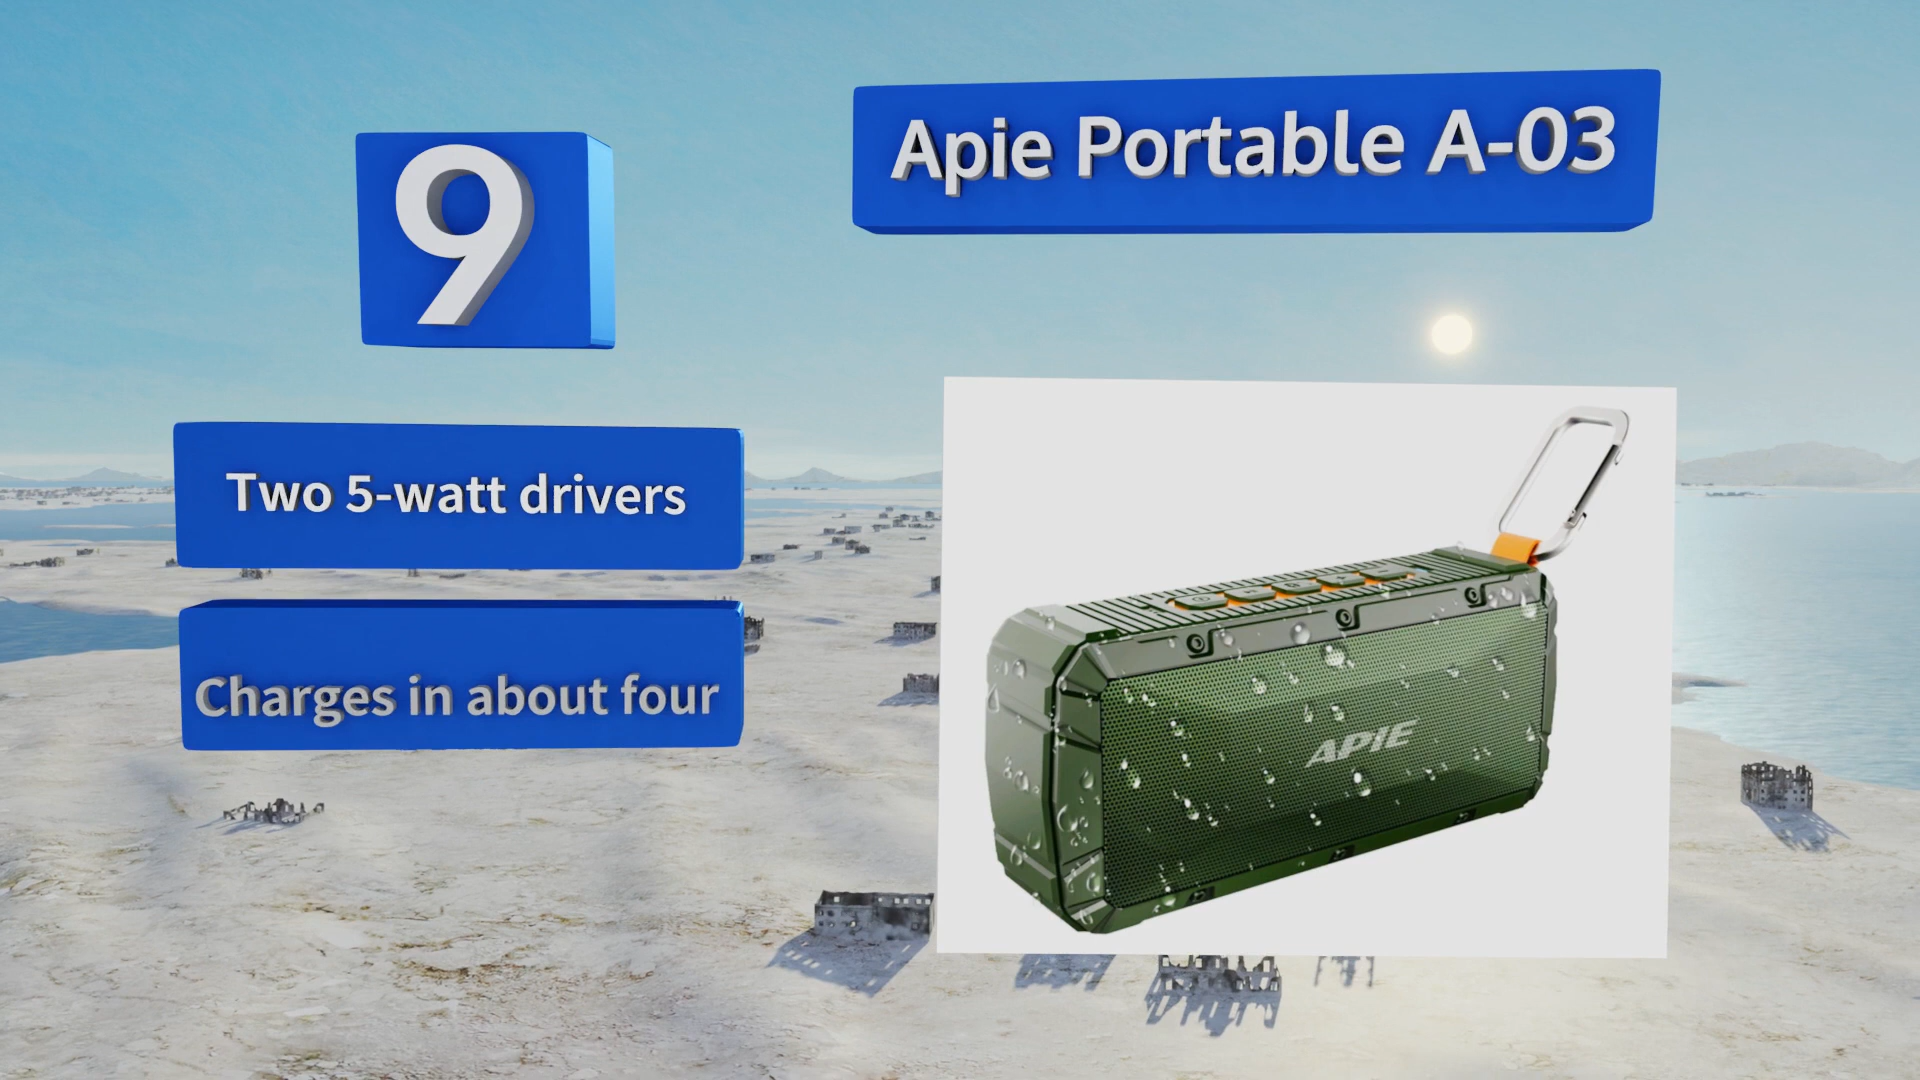 9
Apie Portable A-03
Two 5-watt drivers
Charges in about four
APIE